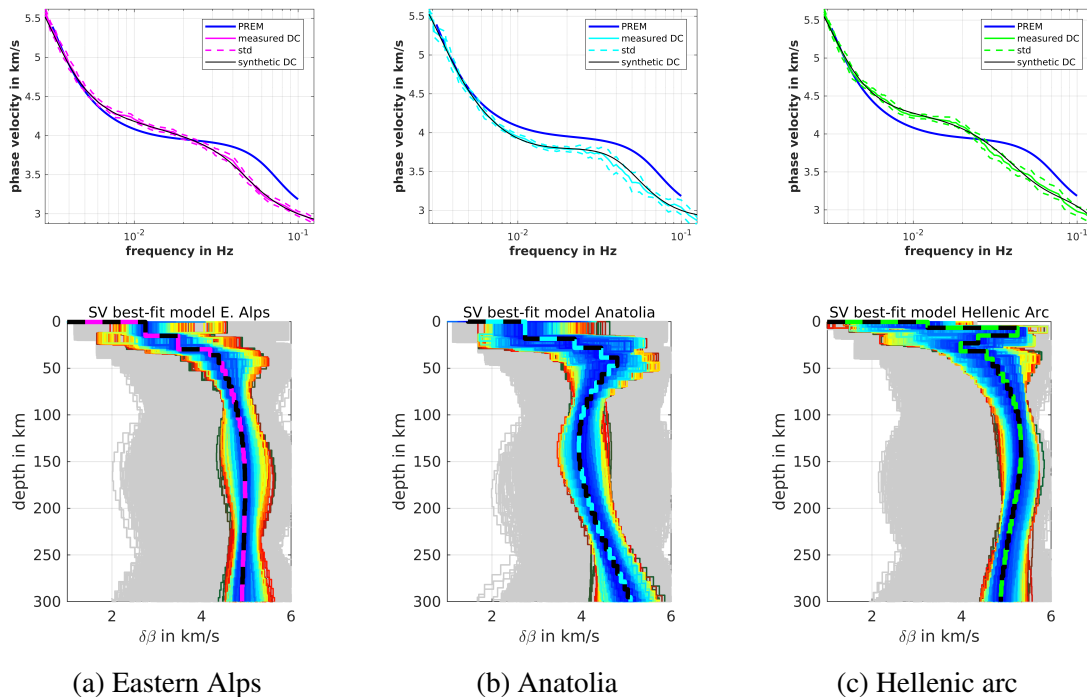 5.5
5
4.5
4
3.5
3
phase velocity in km/s
PREM
measured DC
std
synthetic DC
10⁻²
10⁻¹
frequency in Hz
5.5
5
4.5
4
3.5
3
phase velocity in km/s
PREM
measured DC
std
synthetic DC
10⁻²
10⁻¹
frequency in Hz
5.5
5
4.5
4
3.5
3
phase velocity in km/s
PREM
measured DC
std
synthetic DC
10⁻²
10⁻¹
frequency in Hz
SV best-fit model E. Alps
0
50
100
150
200
250
300
depth in km
2
4
6
δβ in km/s
SV best-fit model Anatolia
0
50
100
150
200
250
300
depth in km
2
4
6
δβ in km/s
SV best-fit model Hellenic Arc
0
50
100
150
200
250
300
depth in km
2
4
6
δβ in km/s
(a) Eastern Alps
(b) Anatolia
(c) Hellenic arc